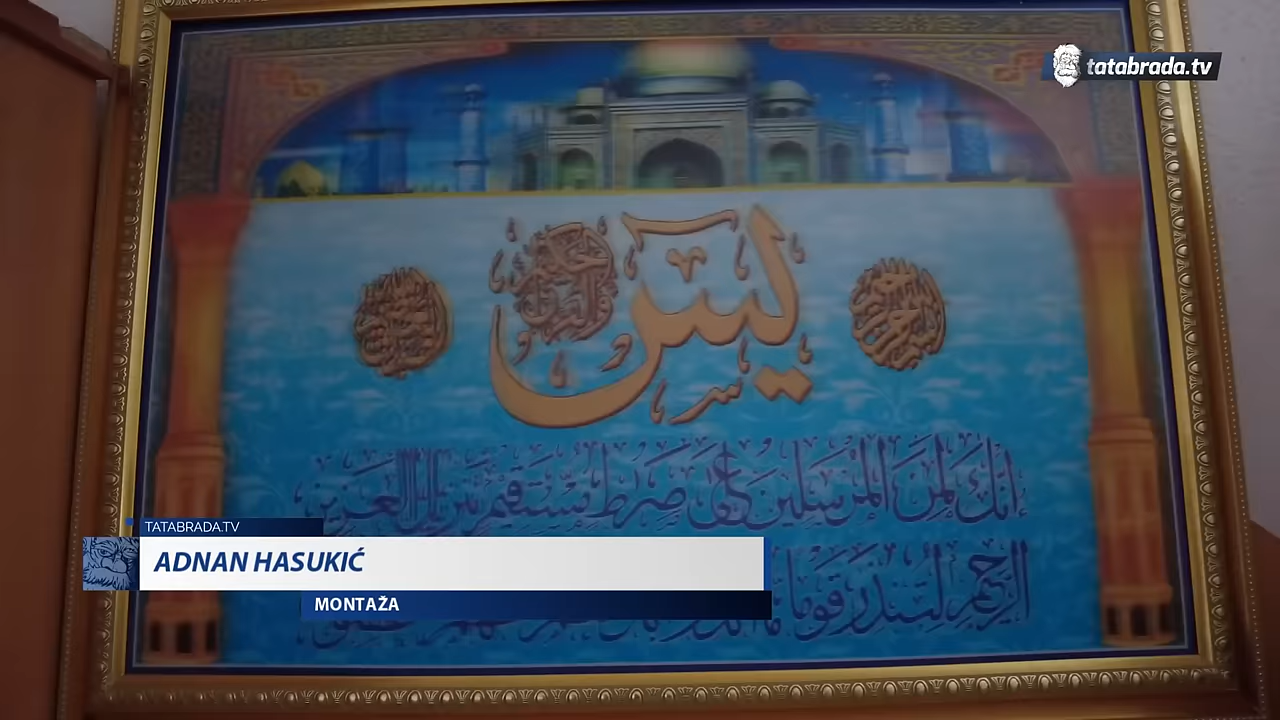 tatabrada.tv
يس
إنك لمن المرسلين على صراط مستقيم تنزيل العزيز
الرحيم لتنذر قوما ما
TATABRADA.TV
ADNAN HASUKIĆ
MONTAŽA